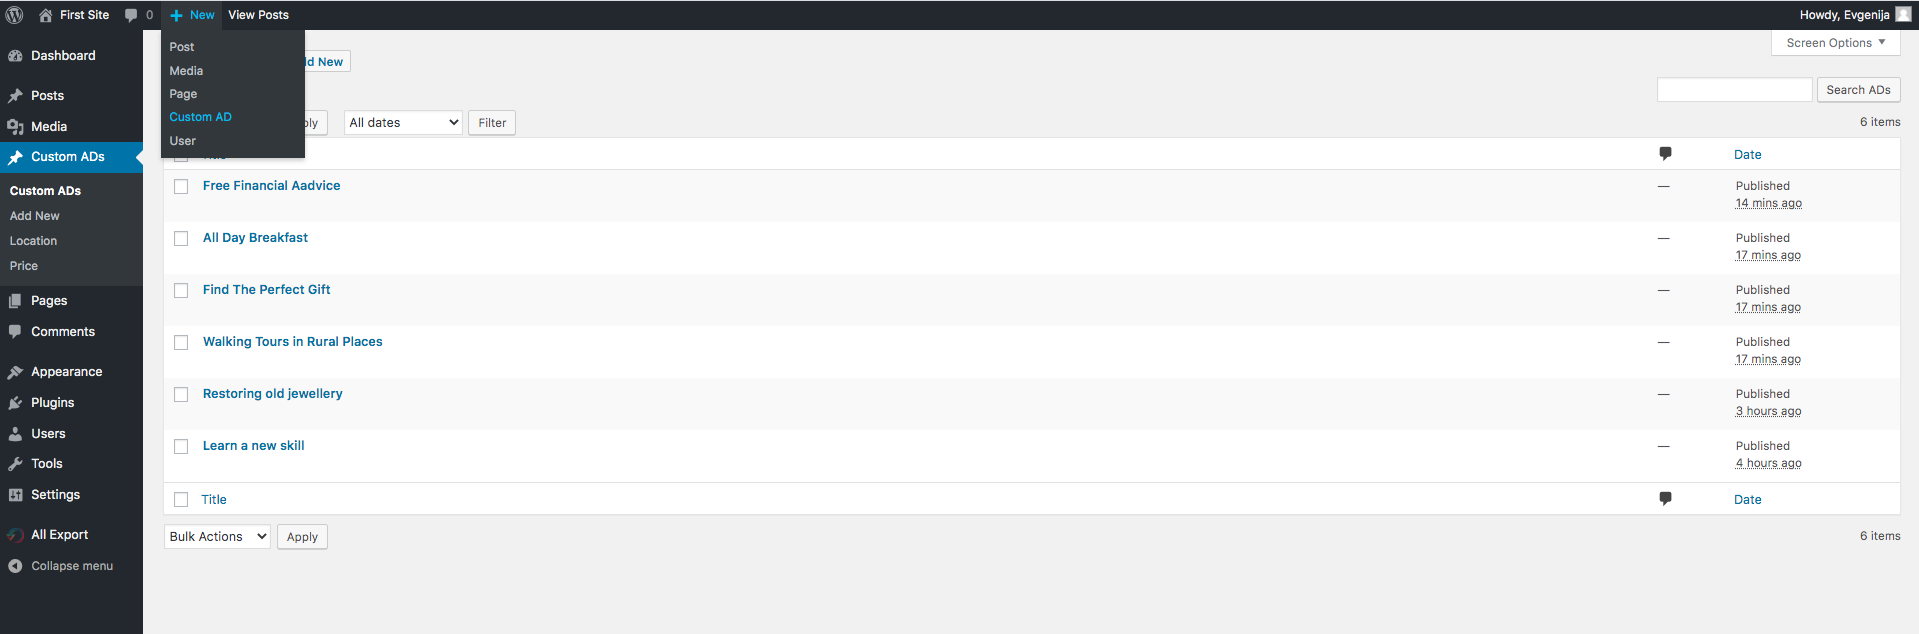 First Site 0 New View Posts Howdy, Evgenija
Post
Media
Page
Custom AD
User
Dashboard
Posts
Media
Custom ADs
Custom ADs
Add New
Location
Price
Pages
Comments
Appearance
Plugins
Users
Tools
Settings
All Export
Collapse menu
New
Screen Options
Search ADs
All dates Filter
6 items
Date
Free Financial Aadvice — Published
14 mins ago
All Day Breakfast — Published
17 mins ago
Find The Perfect Gift — Published
17 mins ago
Walking Tours in Rural Places — Published
17 mins ago
Restoring old jewellery — Published
3 hours ago
Learn a new skill — Published
4 hours ago
Title Date
Bulk Actions Apply
6 items